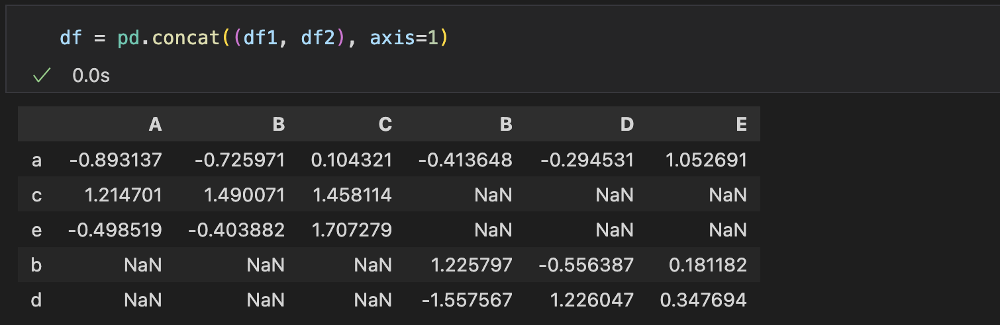 df = pd.concat((df1, df2), axis=1)
0.0s
A B C B D E
a -0.893137 -0.725971 0.104321 -0.413648 -0.294531 1.052691
c 1.214701 1.490071 1.458114 NaN NaN NaN
e -0.498519 -0.403882 1.707279 NaN NaN NaN
b NaN NaN NaN 1.225797 -0.556387 0.181182
d NaN NaN NaN -1.557567 1.226047 0.347694